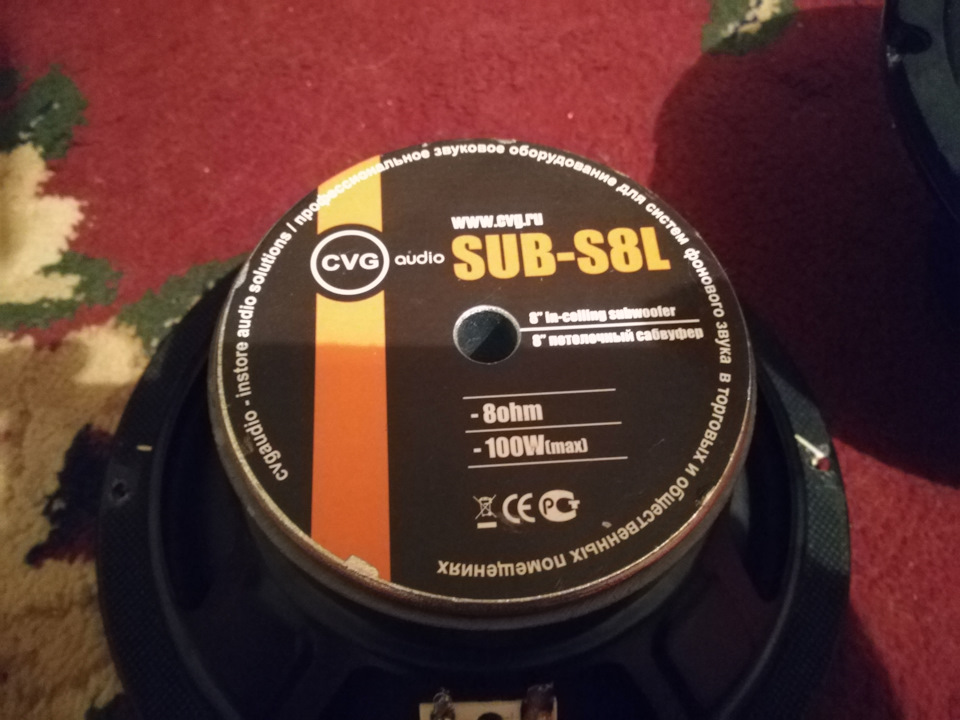 cvgaudio - instore audio solutions / профессиональное звуковое оборудование для систем фонового звука в торговых и общественных помещениях
www.cvg.ru
CVG audio
SUB-S8L
8" in-ceiling subwoofer
8" потолочный сабвуфер
- 8ohm
- 100W(max)
CE PCT